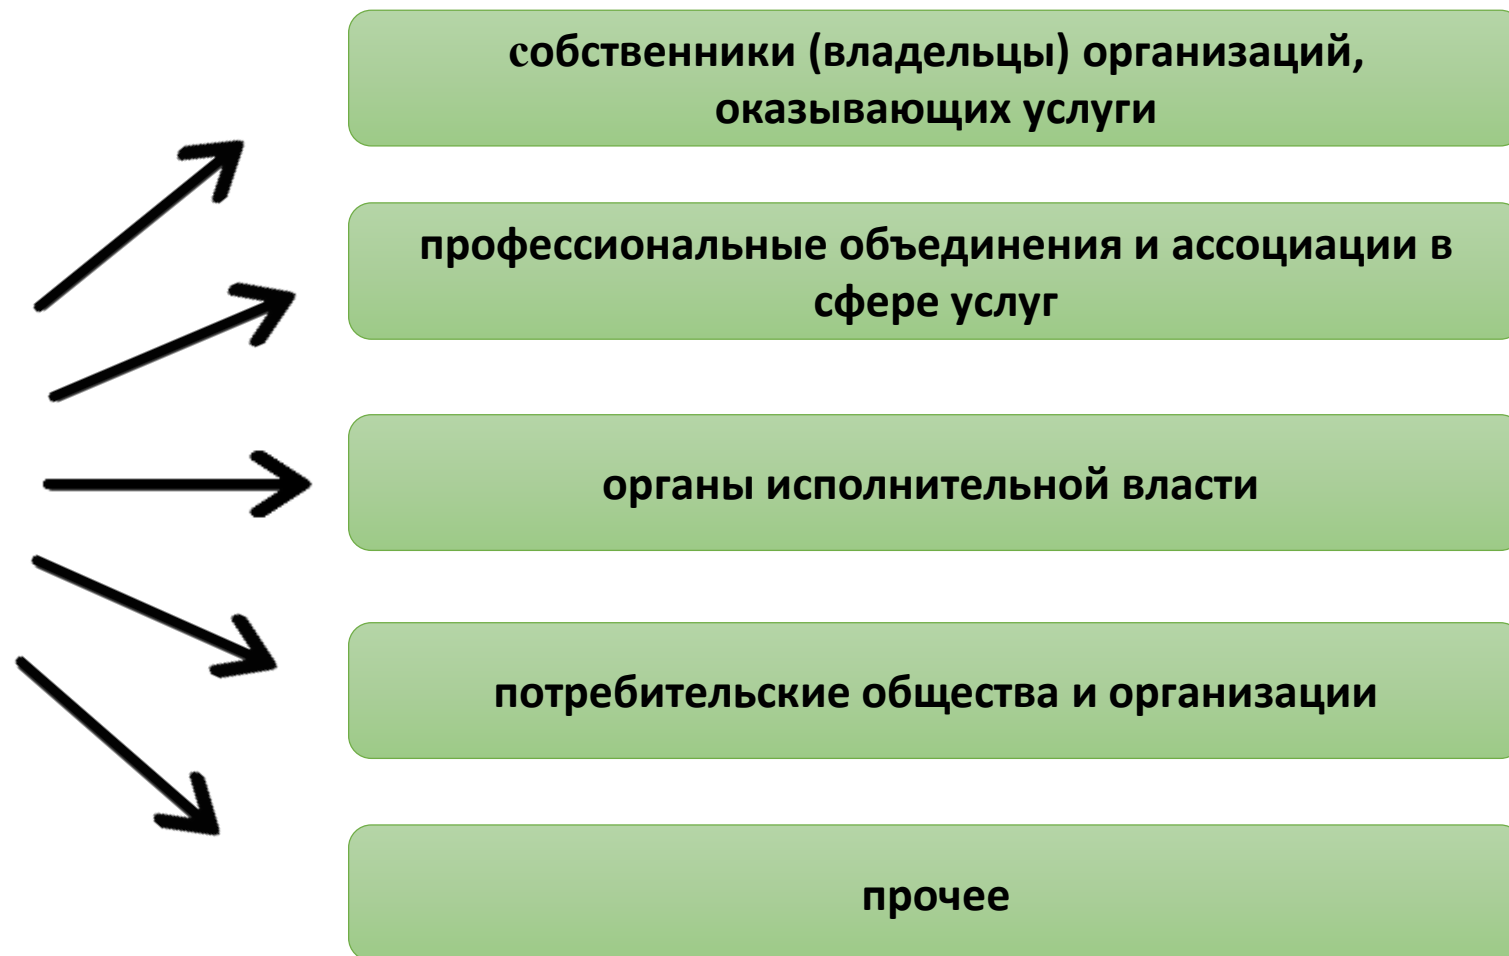 собственники (владельцы) организаций,
оказывающих услуги
профессиональные объединения и ассоциации в
сфере услуг
органы исполнительной власти
потребительские общества и организации
прочее